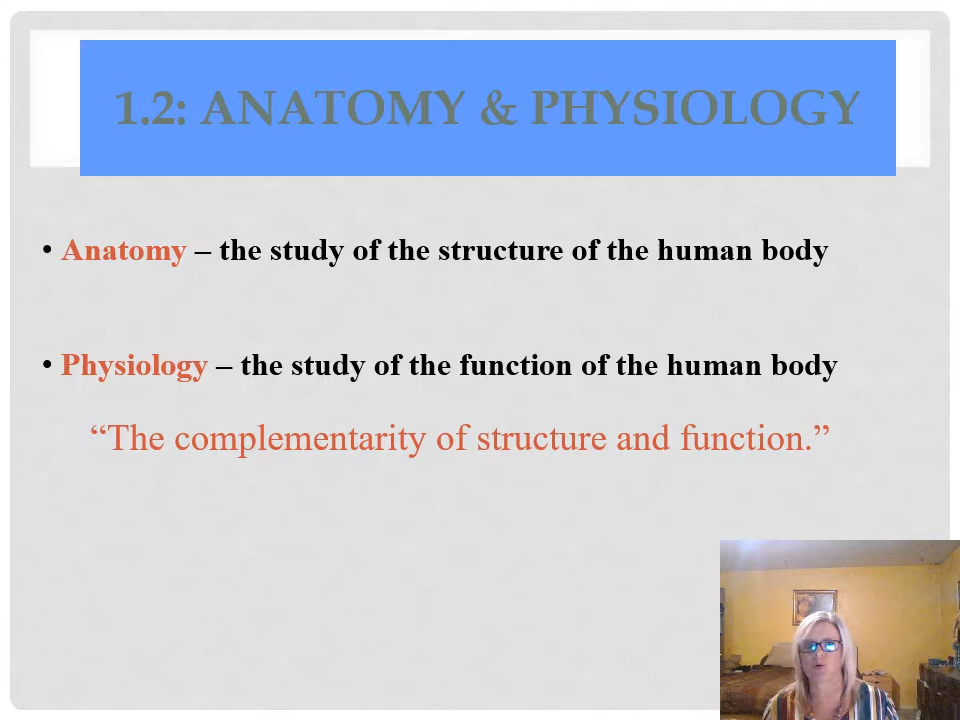 1.2: ANATOMY & PHYSIOLOGY
• Anatomy – the study of the structure of the human body
• Physiology – the study of the function of the human body
“The complementarity of structure and function.”